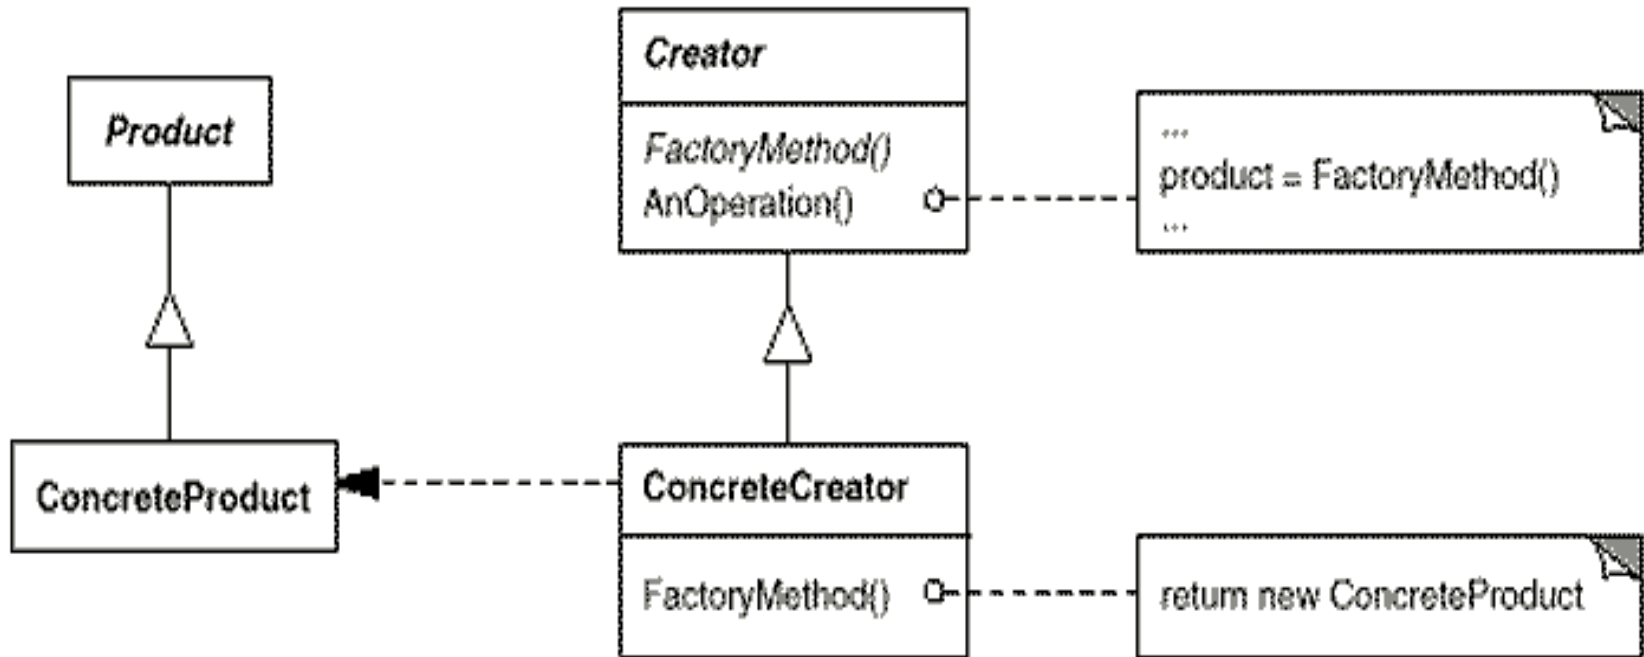 Creator
Product
FactoryMethod()
AnOperation()
...
product = FactoryMethod()
...
ConcreteProduct
ConcreteCreator
FactoryMethod()
return new ConcreteProduct